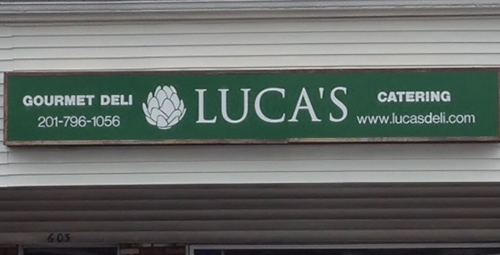 GOURMET DELI
201-796-1056
LUCA'S
CATERING
www.lucasdeli.com
603